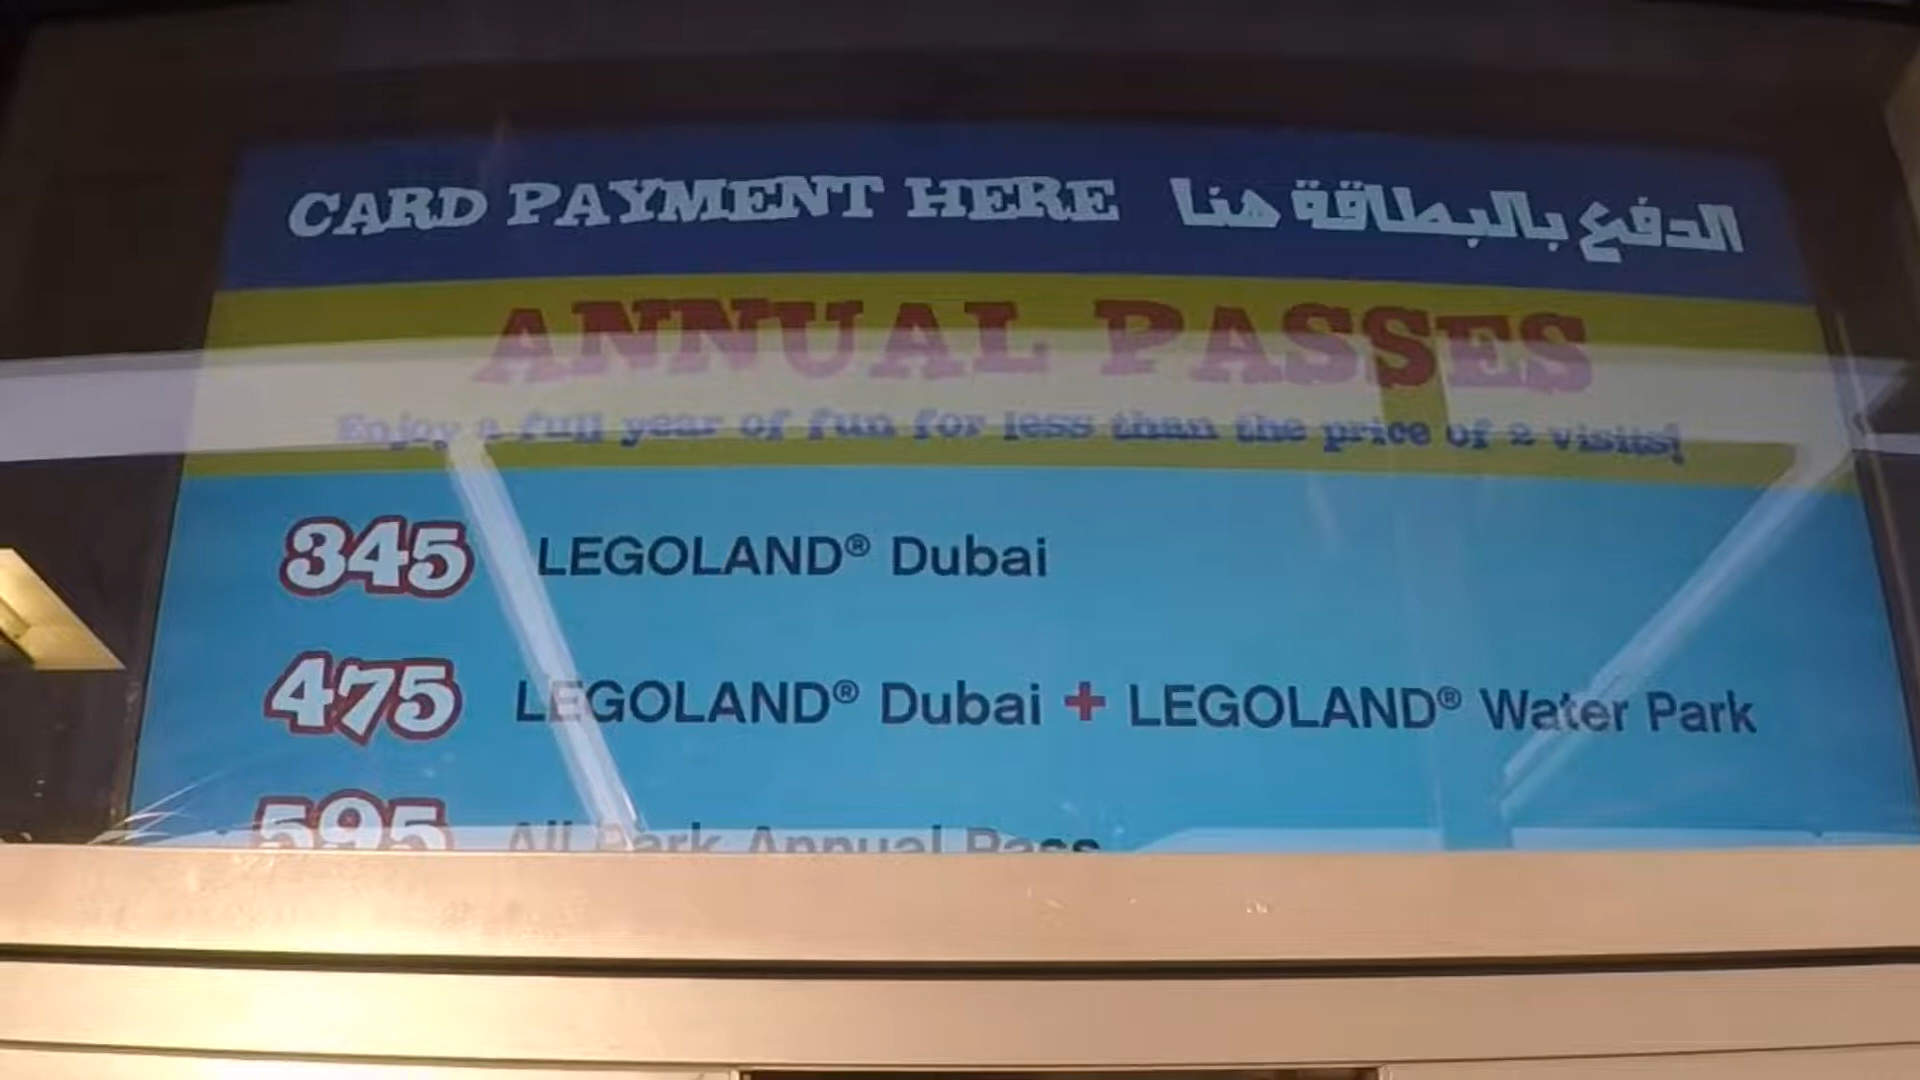 CARD PAYMENT HERE الدفع بالبطاقة هنا
ANNUAL PASSES
Enjoy a full year of fun for less than the price of 2 visits!
345 LEGOLAND® Dubai
475 LEGOLAND® Dubai + LEGOLAND® Water Park
595 All Park Annual Pass